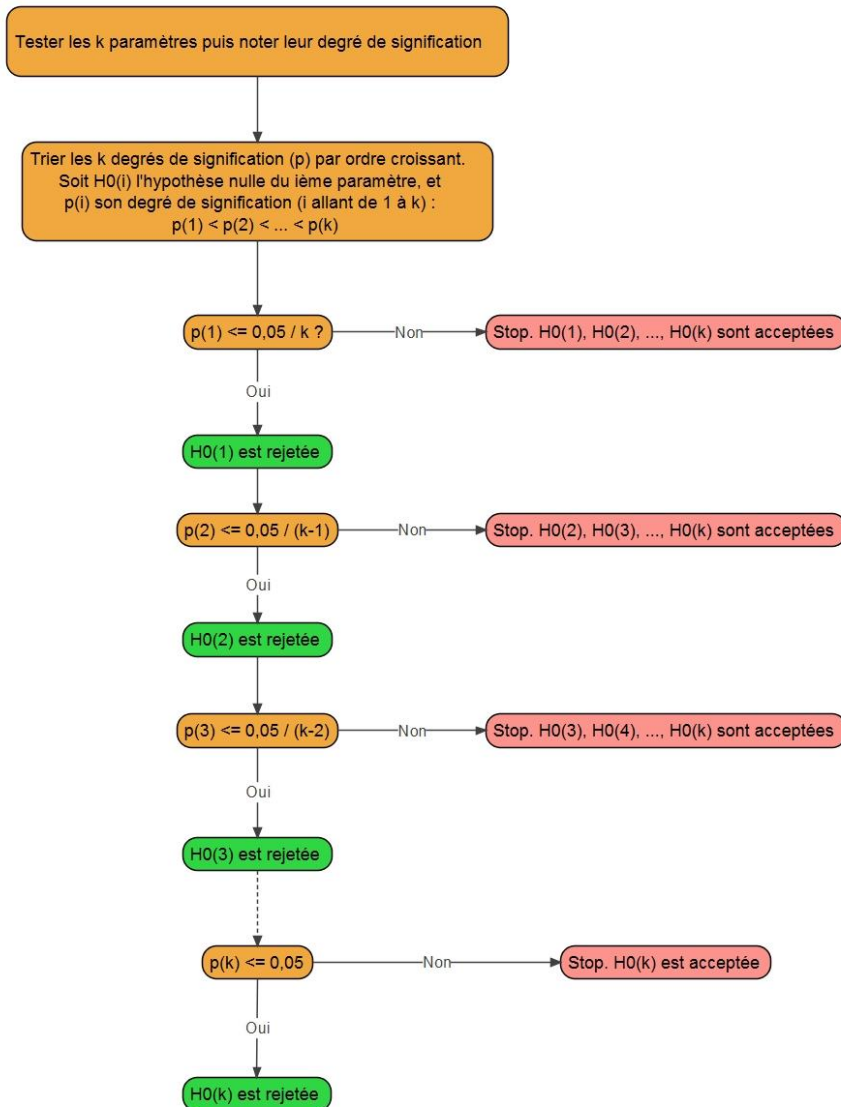 Tester les k paramètres puis noter leur degré de signification
Trier les k degrés de signification (p) par ordre croissant.
Soit H0(i) l'hypothèse nulle du ième paramètre, et
p(i) son degré de signification (i allant de 1 à k) :
p(1) < p(2) < ... < p(k)
p(1) <= 0,05 / k ?
Non
Stop. H0(1), H0(2), ..., H0(k) sont acceptées
Oui
H0(1) est rejetée
p(2) <= 0,05 / (k-1)
Non
Stop. H0(2), H0(3), ..., H0(k) sont acceptées
Oui
H0(2) est rejetée
p(3) <= 0,05 / (k-2)
Non
Stop. H0(3), H0(4), ..., H0(k) sont acceptées
Oui
H0(3) est rejetée
p(k) <= 0,05
Non
Stop. H0(k) est acceptée
Oui
H0(k) est rejetée